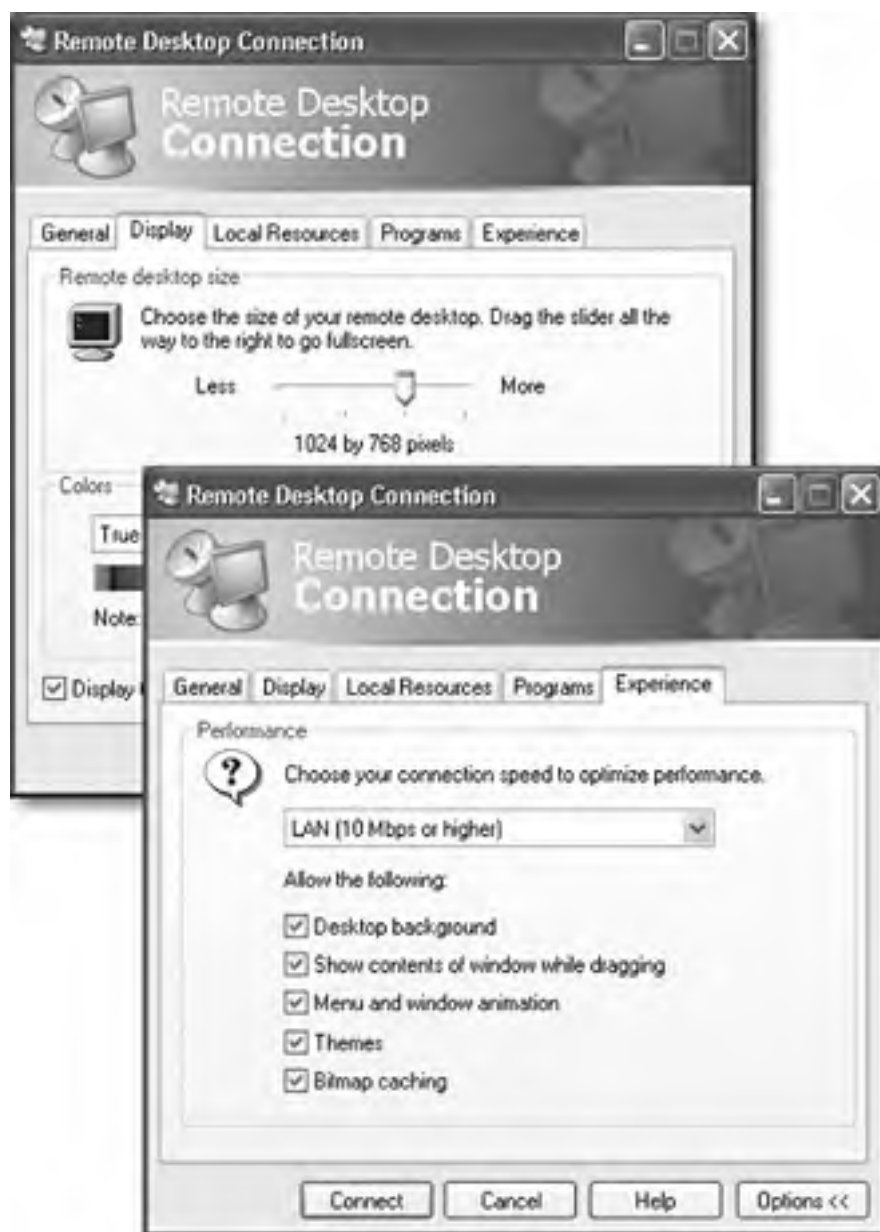 Remote Desktop Connection
Remote Desktop
Connection
General Display Local Resources Programs Experience
Remote desktop size
Choose the size of your remote desktop. Drag the slider all the
way to the right to go fullscreen.
Less More
1024 by 768 pixels
Colors
True
Note:
Display
Remote Desktop Connection
Remote Desktop
Connection
General Display Local Resources Programs Experience
Performance
Choose your connection speed to optimize performance.
LAN (10 Mbps or higher)
Allow the following:
Desktop background
Show contents of window while dragging
Menu and window animation
Themes
Bitmap caching
Connect Cancel Help Options <<